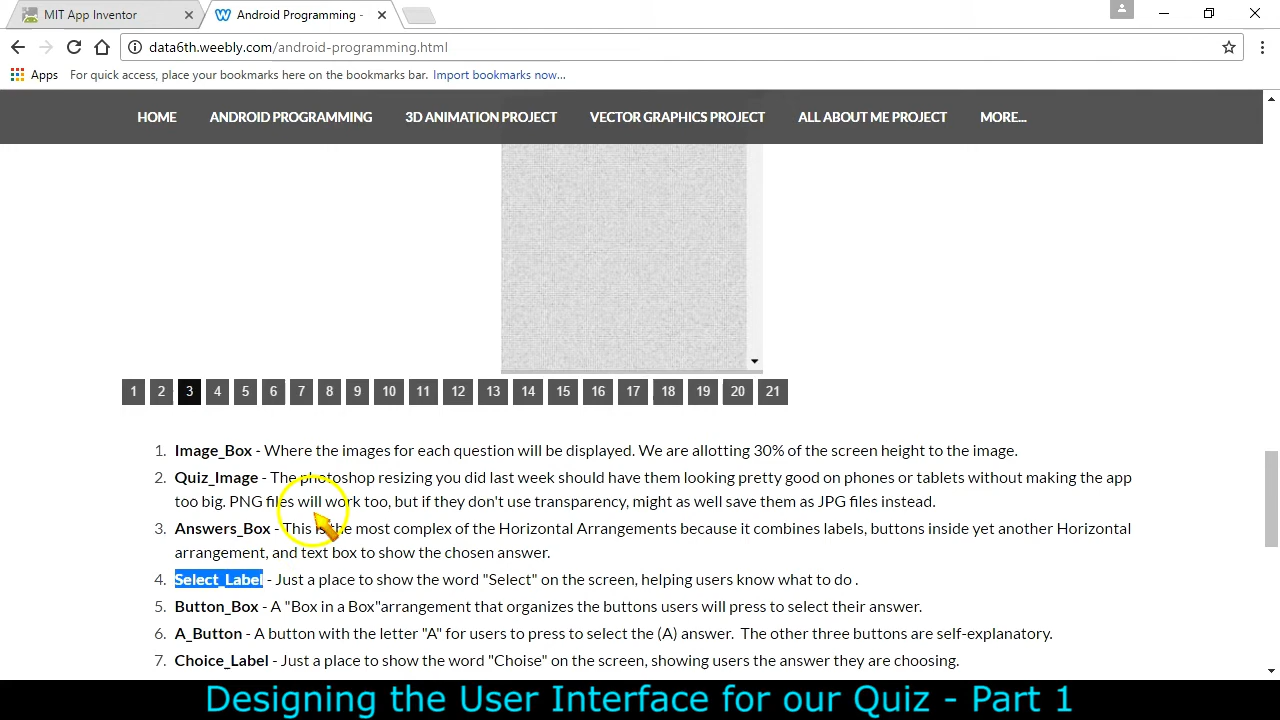 MIT App Inventor
Android Programming -
data6th.weebly.com/android-programming.html
Apps
For quick access, place your bookmarks here on the bookmarks bar. Import bookmarks now...
HOME ANDROID PROGRAMMING 3D ANIMATION PROJECT VECTOR GRAPHICS PROJECT ALL ABOUT ME PROJECT MORE...
1 2 3 4 5 6 7 8 9 10 11 12 13 14 15 16 17 18 19 20 21
1. Image_Box - Where the images for each question will be displayed. We are allotting 30% of the screen height to the image.
2. Quiz_Image - The photoshop resizing you did last week should have them looking pretty good on phones or tablets without making the app
too big. PNG files will work too, but if they don't use transparency, might as well save them as JPG files instead.
3. Answers_Box - This is the most complex of the Horizontal Arrangements because it combines labels, buttons inside yet another Horizontal
arrangement, and text box to show the chosen answer.
4. Select_Label - Just a place to show the word "Select" on the screen, helping users know what to do .
5. Button_Box - A "Box in a Box"arrangement that organizes the buttons users will press to select their answer.
6. A_Button - A button with the letter "A" for users to press to select the (A) answer. The other three buttons are self-explanatory.
7. Choice_Label - Just a place to show the word "Choise" on the screen, showing users the answer they are choosing.
Designing the User Interface for our Quiz - Part 1